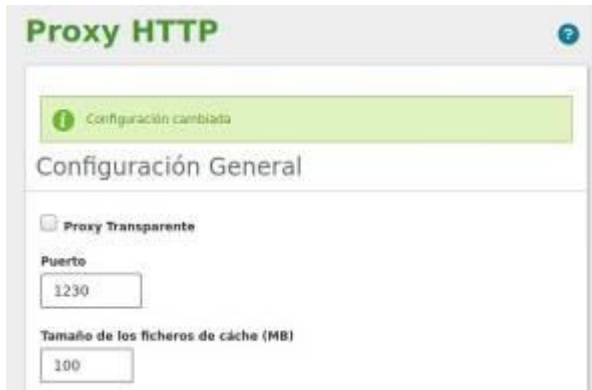 Proxy HTTP
?
i Configuración cambiada
Configuración General
Proxy Transparente
Puerto
1230
Tamaño de los ficheros de cáche (MB)
100